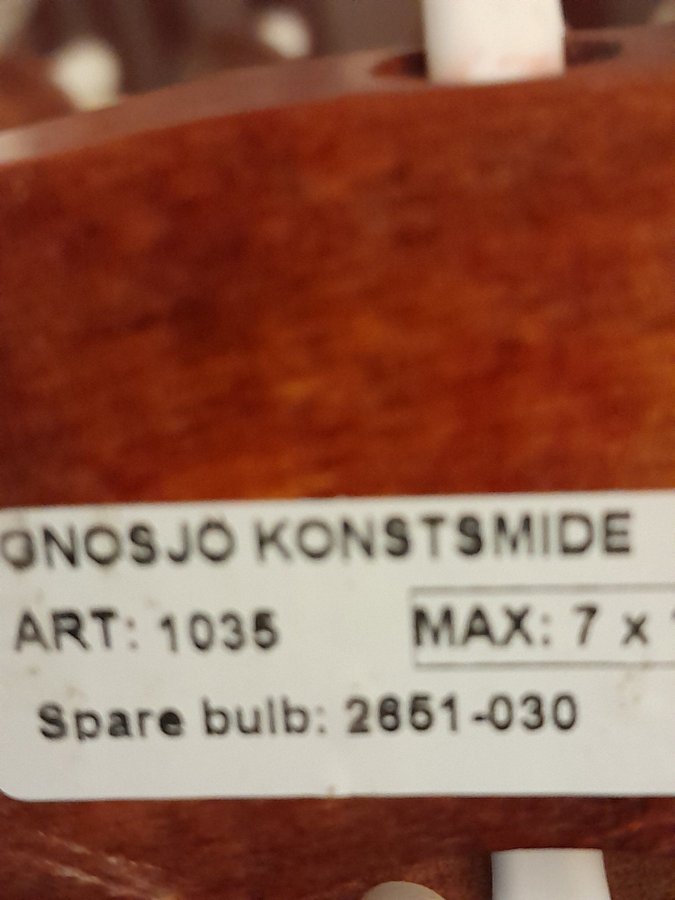 GNOSJÖ KONSTSMIDE
ART: 1035 MAX: 7 x
Spare bulb: 2651-030